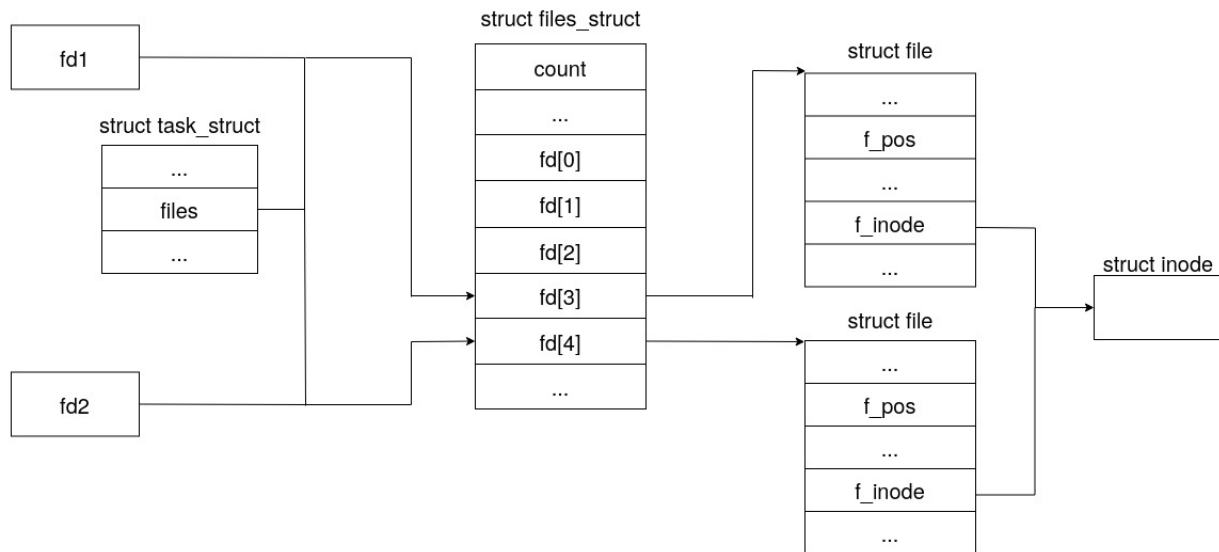 fd1
struct task_struct
...
files
...
fd2
struct files_struct
count
...
fd[0]
fd[1]
fd[2]
fd[3]
fd[4]
...
struct file
...
f_pos
...
f_inode
...
struct file
...
f_pos
...
f_inode
...
struct inode